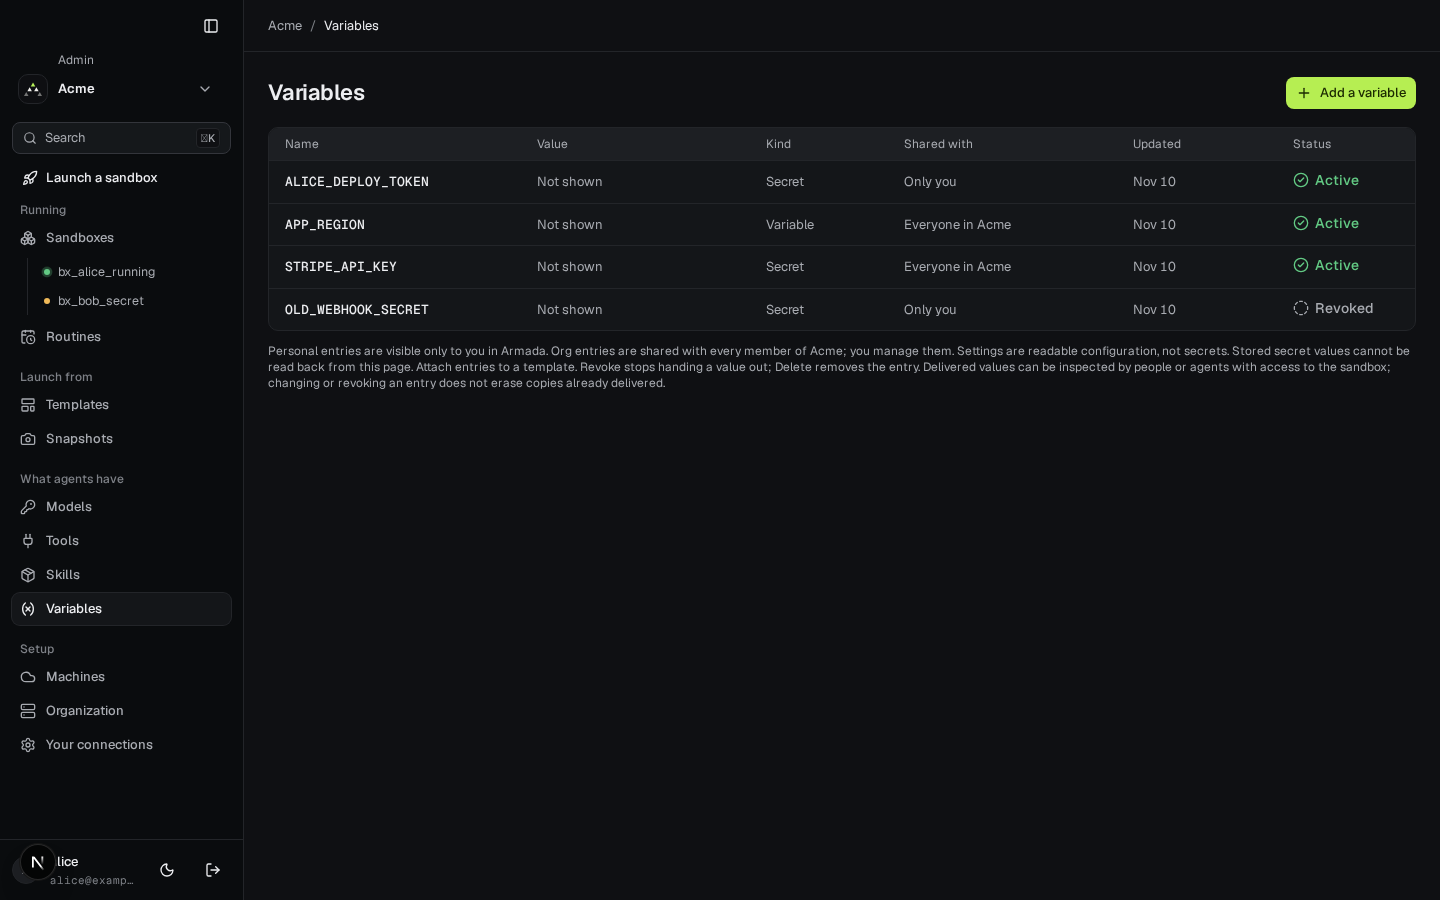 Acme / Variables
Admin
Acme
Search K
Launch a sandbox
Running
Sandboxes
bx_alice_running
bx_bob_secret
Routines
Launch from
Templates
Snapshots
What agents have
Models
Tools
Skills
Variables
Setup
Machines
Organization
Your connections
N lice
alice@examp…
Variables
Add a variable
Name Value Kind Shared with Updated Status
ALICE_DEPLOY_TOKEN Not shown Secret Only you Nov 10 Active
APP_REGION Not shown Variable Everyone in Acme Nov 10 Active
STRIPE_API_KEY Not shown Secret Everyone in Acme Nov 10 Active
OLD_WEBHOOK_SECRET Not shown Secret Only you Nov 10 Revoked
Personal entries are visible only to you in Armada. Org entries are shared with every member of Acme; you manage them. Settings are readable configuration, not secrets. Stored secret values cannot be
read back from this page. Attach entries to a template. Revoke stops handing a value out; Delete removes the entry. Delivered values can be inspected by people or agents with access to the sandbox;
changing or revoking an entry does not erase copies already delivered.